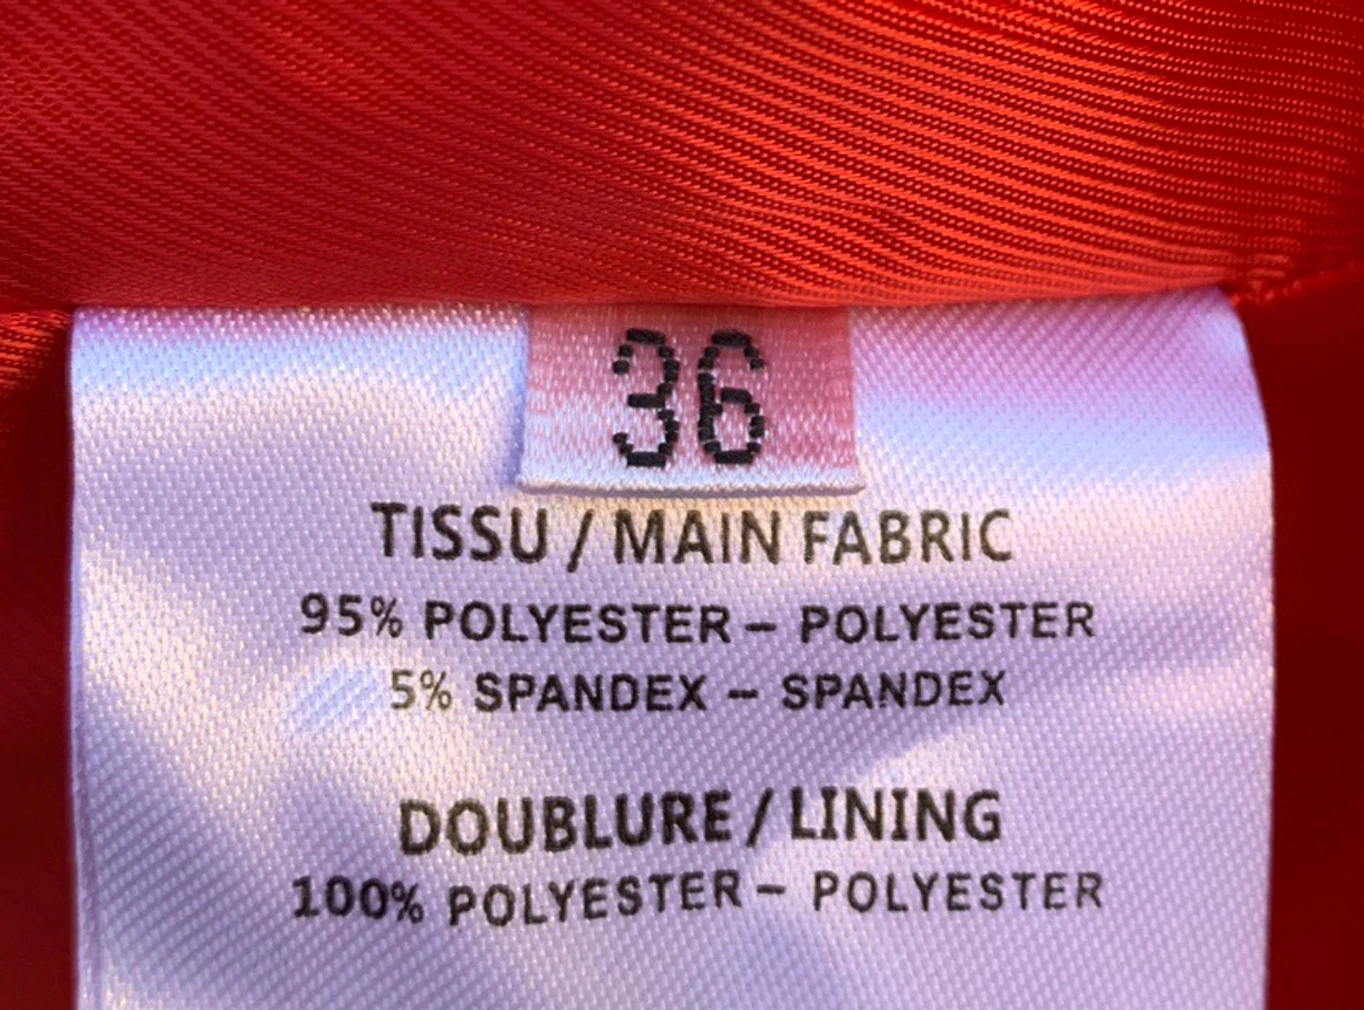 36
TISSU / MAIN FABRIC
95% POLYESTER – POLYESTER
5% SPANDEX – SPANDEX
DOUBLURE / LINING
100% POLYESTER – POLYESTER